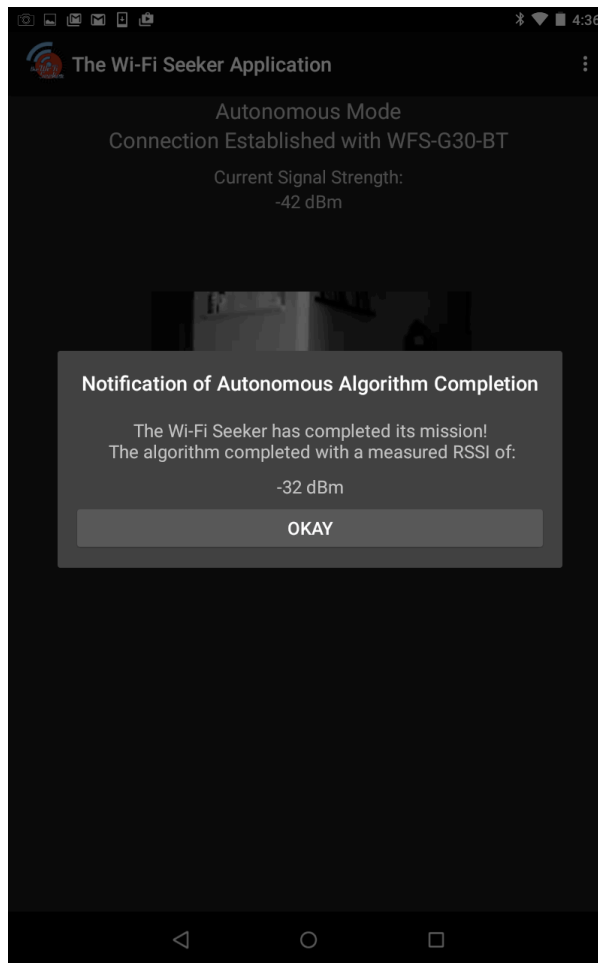 4:36
The Wi-Fi Seeker Application
Autonomous Mode
Connection Established with WFS-G30-BT
Current Signal Strength:
-42 dBm
Notification of Autonomous Algorithm Completion
The Wi-Fi Seeker has completed its mission!
The algorithm completed with a measured RSSI of:
-32 dBm
OKAY